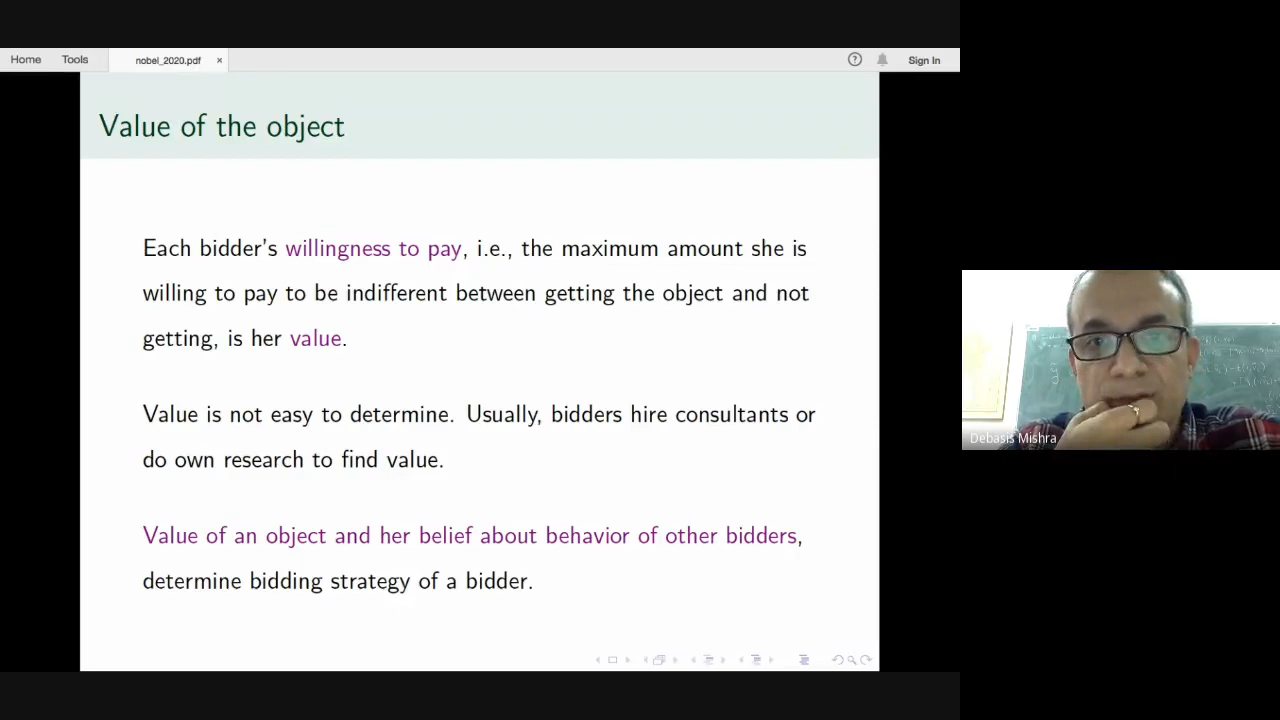 Home Tools nobel_2020.pdf × Sign In
Value of the object
Each bidder's willingness to pay, i.e., the maximum amount she is
willing to pay to be indifferent between getting the object and not
getting, is her value.
Value is not easy to determine. Usually, bidders hire consultants or
do own research to find value.
Value of an object and her belief about behavior of other bidders,
determine bidding strategy of a bidder.
Debasis Mishra